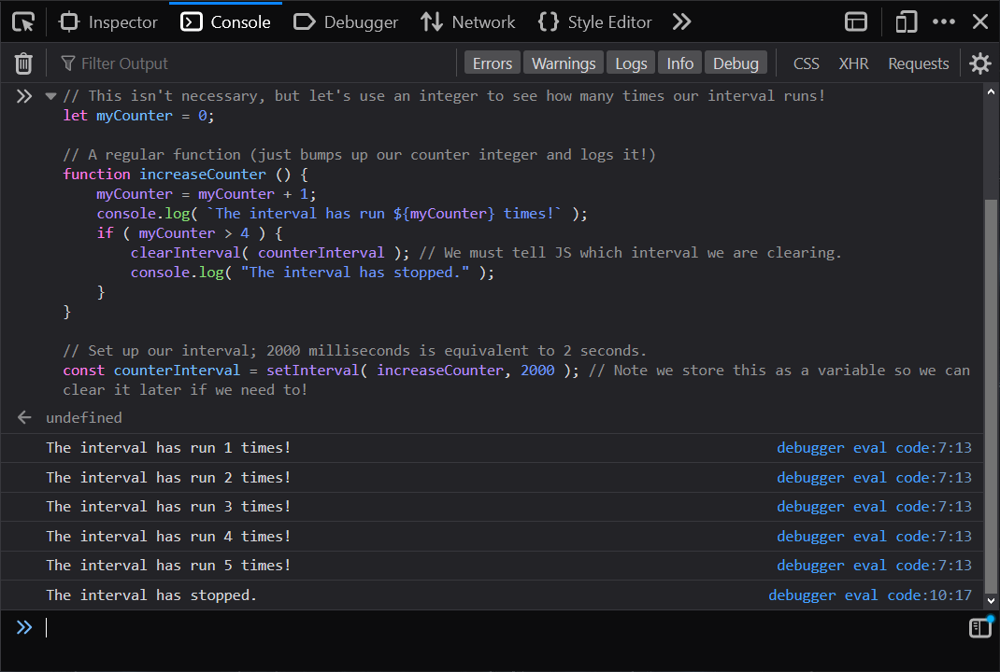 Inspector Console Debugger Network Style Editor
Filter Output Errors Warnings Logs Info Debug CSS XHR Requests
// This isn't necessary, but let's use an integer to see how many times our interval runs!
let myCounter = 0;
// A regular function (just bumps up our counter integer and logs it!)
function increaseCounter () {
    myCounter = myCounter + 1;
    console.log( `The interval has run ${myCounter} times!` );
    if ( myCounter > 4 ) {
        clearInterval( counterInterval ); // We must tell JS which interval we are clearing.
        console.log( "The interval has stopped." );
    }
}
// Set up our interval; 2000 milliseconds is equivalent to 2 seconds.
const counterInterval = setInterval( increaseCounter, 2000 ); // Note we store this as a variable so we can
clear it later if we need to!
undefined
The interval has run 1 times! debugger eval code:7:13
The interval has run 2 times! debugger eval code:7:13
The interval has run 3 times! debugger eval code:7:13
The interval has run 4 times! debugger eval code:7:13
The interval has run 5 times! debugger eval code:7:13
The interval has stopped. debugger eval code:10:17